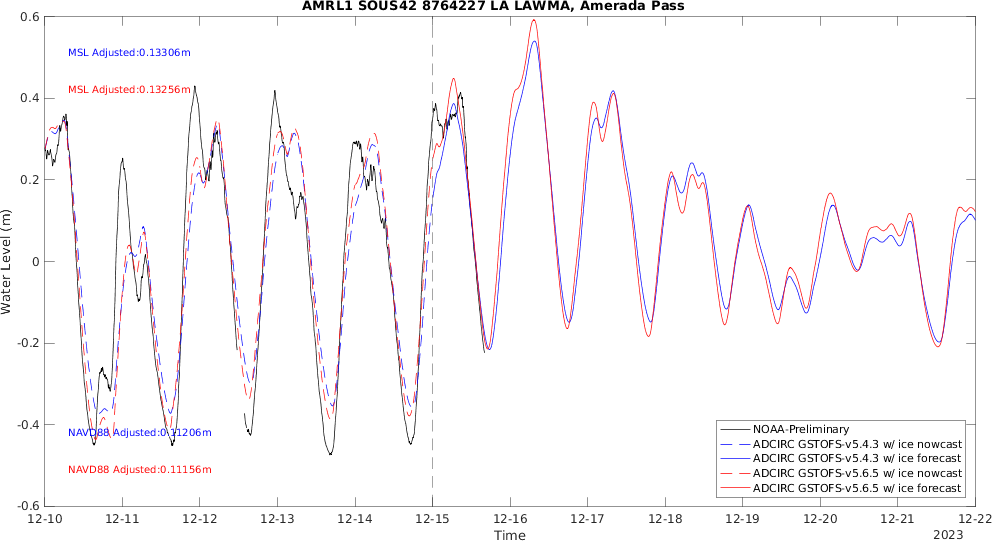 AMRL1 SOUS42 8764227 LA LAWMA, Amerada Pass
0.6
MSL Adjusted:0.13306m
MSL Adjusted:0.13256m
0.4
0.2
Water Level (m)
0
-0.2
-0.4
NAVD88 Adjusted:0.11206m
NAVD88 Adjusted:0.11156m
-0.6
NOAA-Preliminary
ADCIRC GSTOFS-v5.4.3 w/ ice nowcast
ADCIRC GSTOFS-v5.4.3 w/ ice forecast
ADCIRC GSTOFS-v5.6.5 w/ ice nowcast
ADCIRC GSTOFS-v5.6.5 w/ ice forecast
12-10 12-11 12-12 12-13 12-14 12-15 12-16 12-17 12-18 12-19 12-20 12-21 12-22
Time
2023